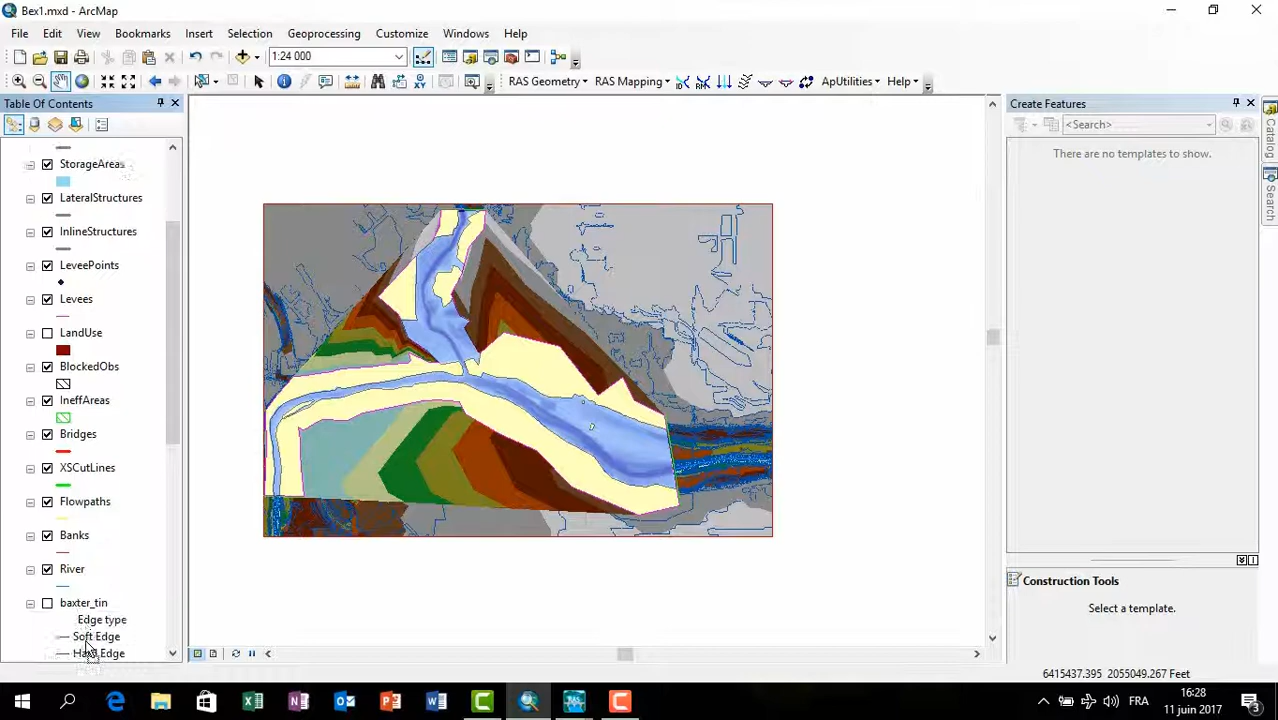 Bex1.mxd - ArcMap
File Edit View Bookmarks Insert Selection Geoprocessing Customize Windows Help
1:24 000
RAS Geometry RAS Mapping ApUtilities Help
Table Of Contents
Create Features
<Search>
There are no templates to show.
Catalog
Search
StorageAreas
LateralStructures
InlineStructures
LeveePoints
Levees
LandUse
BlockedObs
IneffAreas
Bridges
XSCutLines
Flowpaths
Banks
River
baxter_tin
Edge type
Soft Edge
Hard Edge
Construction Tools
Select a template.
6415437.395 2055049.267 Feet
FRA
16:28
11 juin 2017